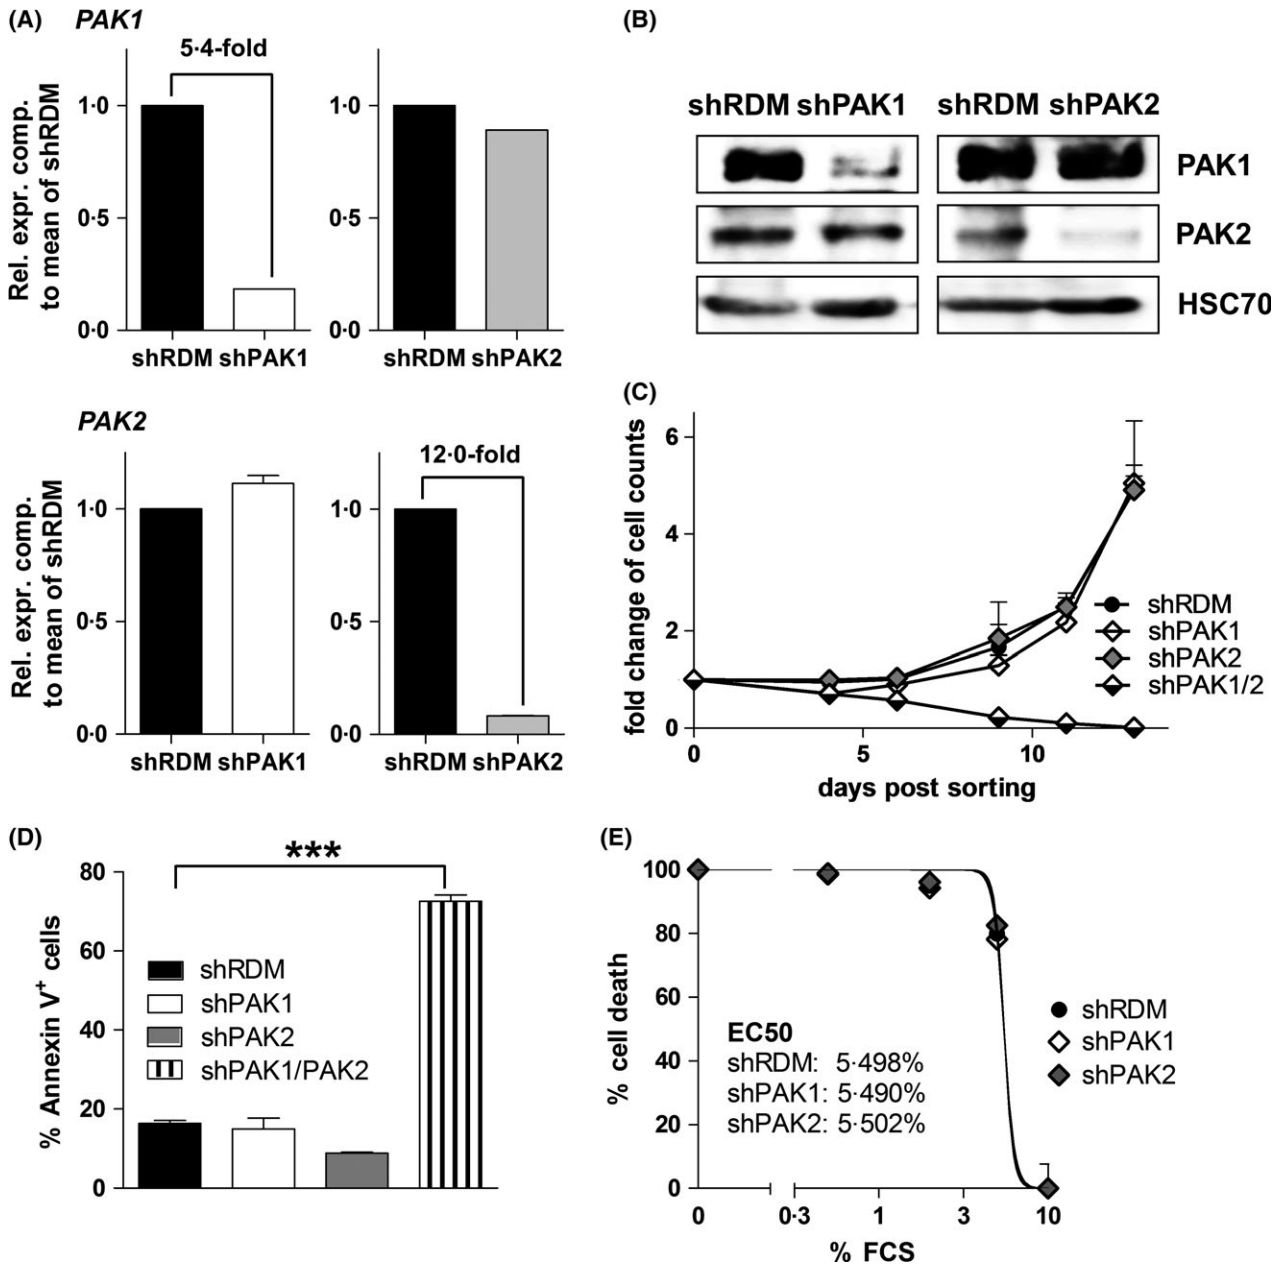 (A) PAK1
5·4-fold
Rel. expr. comp.
to mean of shRDM
1·0
0·5
0·0
shRDM shPAK1
1·0
0·5
0·0
shRDM shPAK2
PAK2
Rel. expr. comp.
to mean of shRDM
1·0
0·5
0·0
shRDM shPAK1
12·0-fold
1·0
0·5
0·0
shRDM shPAK2
(B)
shRDM shPAK1 shRDM shPAK2
PAK1
PAK2
HSC70
(C)
fold change of cell counts
6
4
2
0
0 5 10
days post sorting
shRDM
shPAK1
shPAK2
shPAK1/2
(D)
% Annexin V+ cells
80
60
40
20
0
***
shRDM
shPAK1
shPAK2
shPAK1/PAK2
(E)
% cell death
100
80
60
40
20
0
EC50
shRDM: 5·498%
shPAK1: 5·490%
shPAK2: 5·502%
shRDM
shPAK1
shPAK2
0 0·3 1 3 10
% FCS